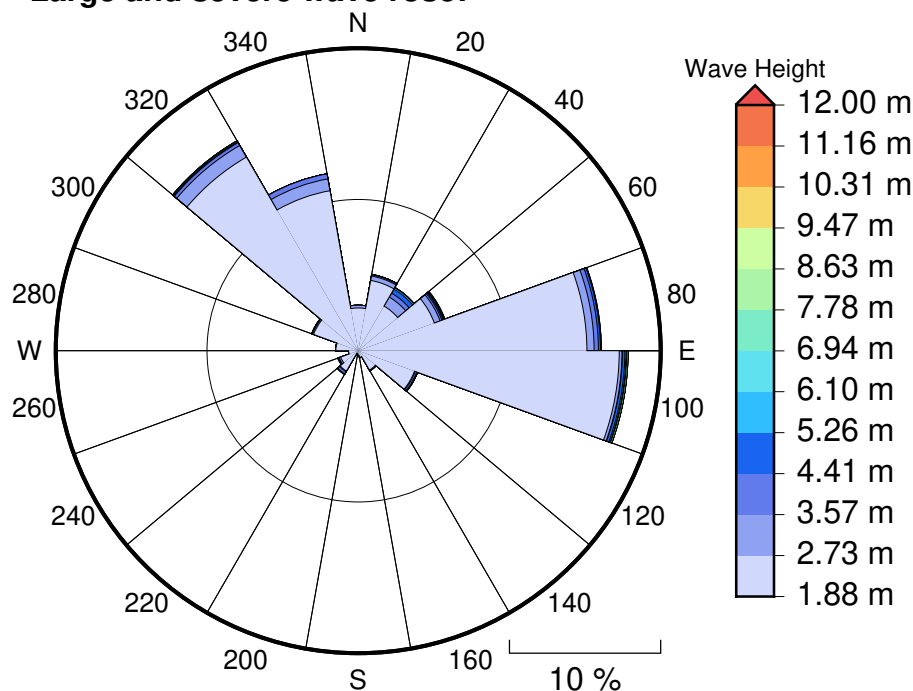 N
340
20
320
40
300
60
280
80
W
E
260
100
240
120
220
140
200
160
S
10 %
Wave Height
12.00 m
11.16 m
10.31 m
9.47 m
8.63 m
7.78 m
6.94 m
6.10 m
5.26 m
4.41 m
3.57 m
2.73 m
1.88 m